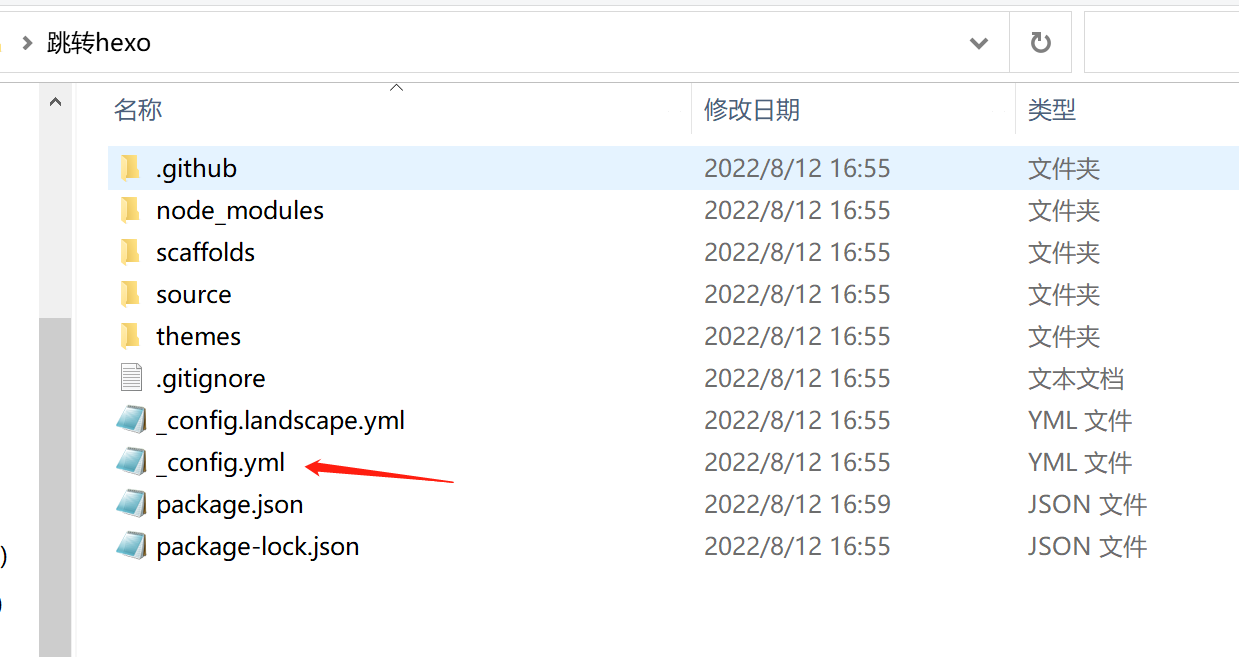 跳转hexo
名称 修改日期 类型
.github 2022/8/12 16:55 文件夹
node_modules 2022/8/12 16:55 文件夹
scaffolds 2022/8/12 16:55 文件夹
source 2022/8/12 16:55 文件夹
themes 2022/8/12 16:55 文件夹
.gitignore 2022/8/12 16:55 文本文档
_config.landscape.yml 2022/8/12 16:55 YML 文件
_config.yml 2022/8/12 16:55 YML 文件
package.json 2022/8/12 16:59 JSON 文件
package-lock.json 2022/8/12 16:55 JSON 文件
)
)